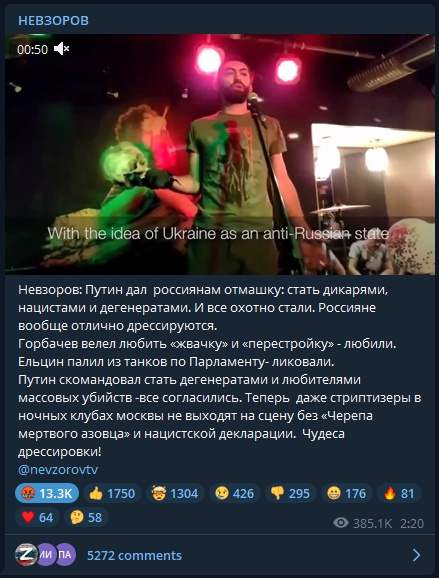 НЕВЗОРОВ
00:50
With the idea of Ukraine as an anti-Russian state
Невзоров: Путин дал россиянам отмашку: стать дикарями,
нацистами и дегенератами. И все охотно стали. Россияне
вообще отлично дрессируются.
Горбачев велел любить «жвачку» и «перестройку» - любили.
Ельцин палил из танков по Парламенту- ликовали.
Путин скомандовал стать дегенератами и любителями
массовых убийств -все согласились. Теперь даже стриптизеры в
ночных клубах москвы не выходят на сцену без «Черепа
мертвого азовца» и нацистской декларации. Чудеса
дрессировки!
@nevzorovtv
13.3K 1750 1304 426 295 176 81
64 58 385.1K 2:20
Z ИИ ПА 5272 comments